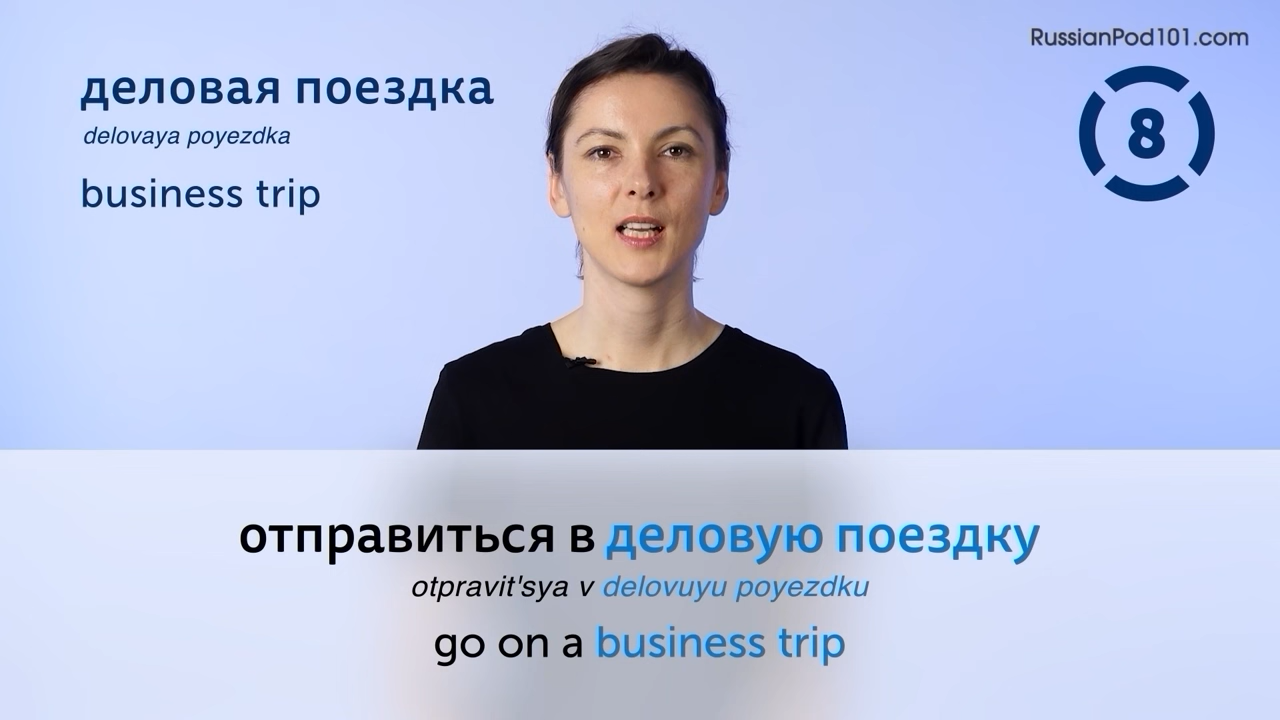 RussianPod101.com
деловая поездка
delovaya poyezdka
business trip
8
отправиться в деловую поездку
otpravit'sya v delovuyu poyezdku
go on a business trip